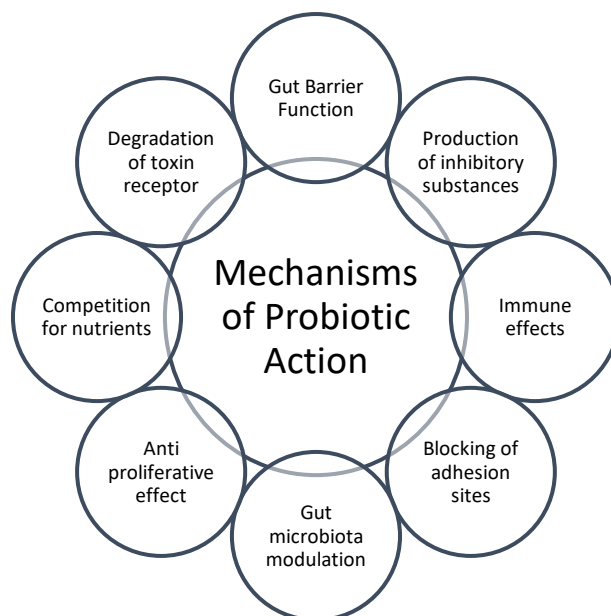 Gut Barrier
Function
Production
of inhibitory
substances
Immune
effects
Blocking of
adhesion
sites
Gut
microbiota
modulation
Anti
proliferative
effect
Competition
for nutrients
Degradation
of toxin
receptor
Mechanisms
of Probiotic
Action